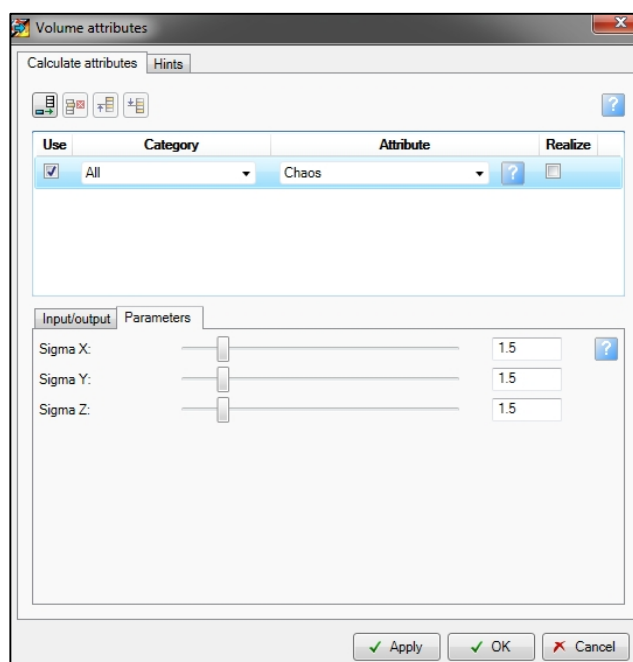 Volume attributes
Calculate attributes Hints
Use Category Attribute Realize
All Chaos ?
Input/output Parameters
Sigma X: 1.5 ?
Sigma Y: 1.5
Sigma Z: 1.5
Apply OK Cancel